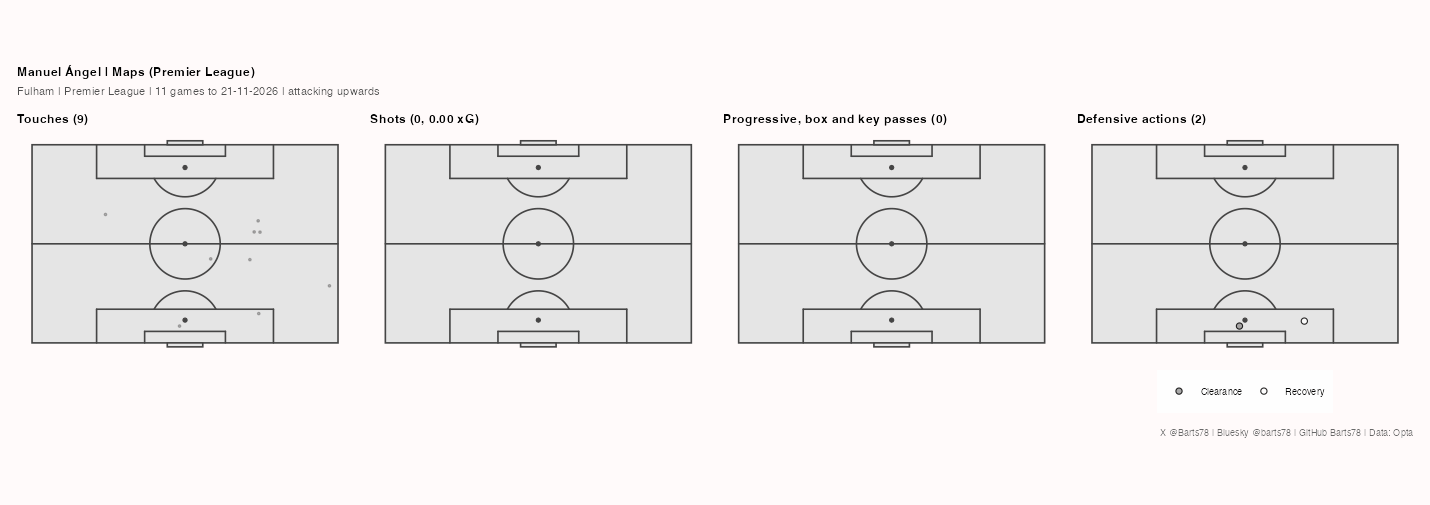 Manuel Ángel | Maps (Premier League)
Fulham | Premier League | 11 games to 21-11-2026 | attacking upwards
Touches (9)
Shots (0, 0.00 xG)
Progressive, box and key passes (0)
Defensive actions (2)
Clearance
Recovery
X @Barts78 | Bluesky @barts78 | GitHub Barts78 | Data: Opta